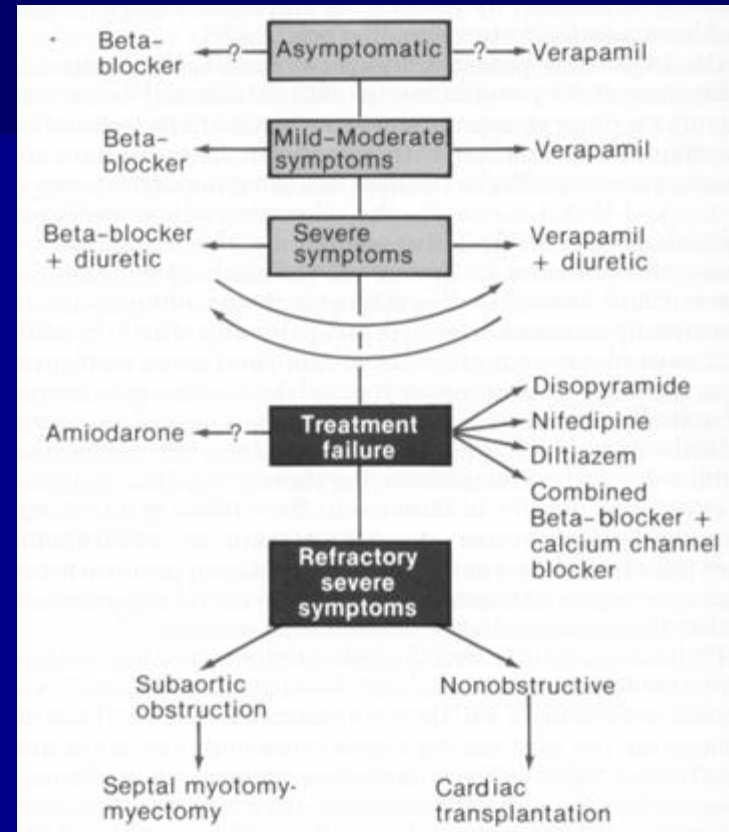 Beta-
blocker
?
Asymptomatic
?
Verapamil
Beta-
blocker
Mild-Moderate
symptoms
Verapamil
Beta-blocker
+ diuretic
Severe
symptoms
Verapamil
+ diuretic
Amiodarone
?
Treatment
failure
Disopyramide
Nifedipine
Diltiazem
Combined
Beta-blocker +
calcium channel
blocker
Refractory
severe
symptoms
Subaortic
obstruction
Nonobstructive
Septal myotomy-
myectomy
Cardiac
transplantation